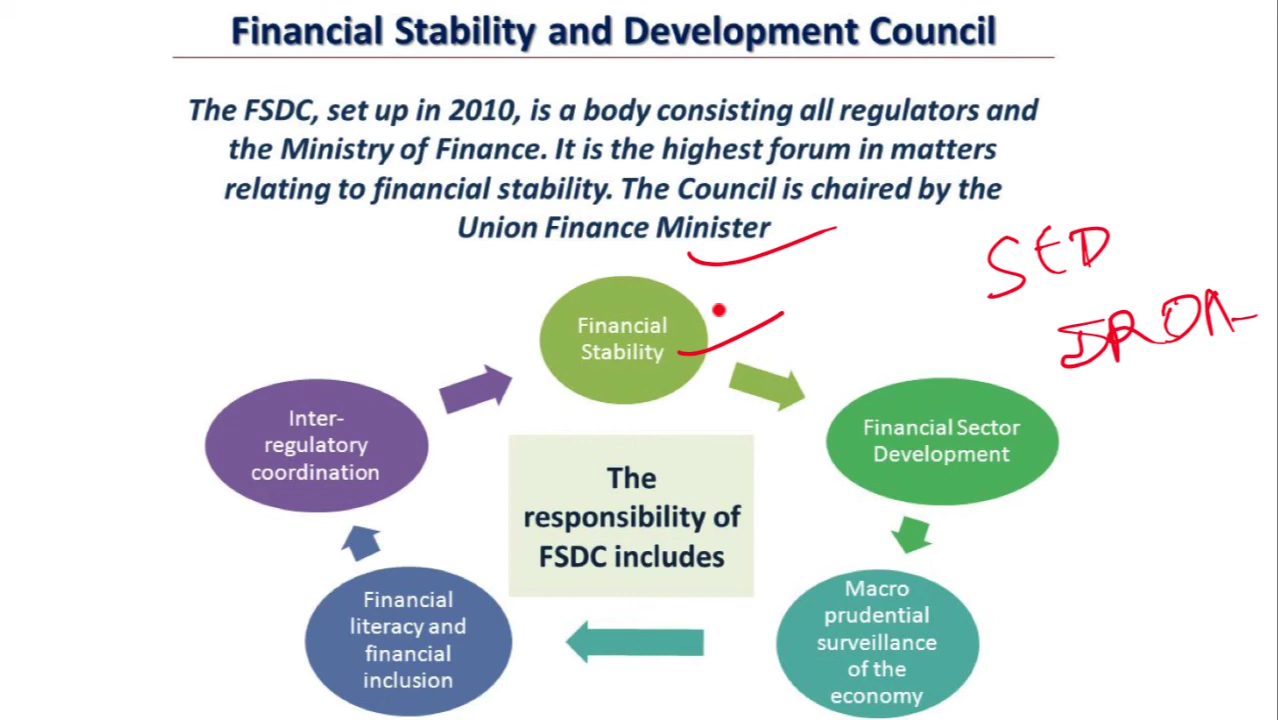 Financial Stability and Development Council
The FSDC, set up in 2010, is a body consisting all regulators and
the Ministry of Finance. It is the highest forum in matters
relating to financial stability. The Council is chaired by the
Union Finance Minister
Financial
Stability
Financial Sector
Development
Macro
prudential
surveillance
of the
economy
Financial
literacy and
financial
inclusion
Inter-
regulatory
coordination
The
responsibility of
FSDC includes